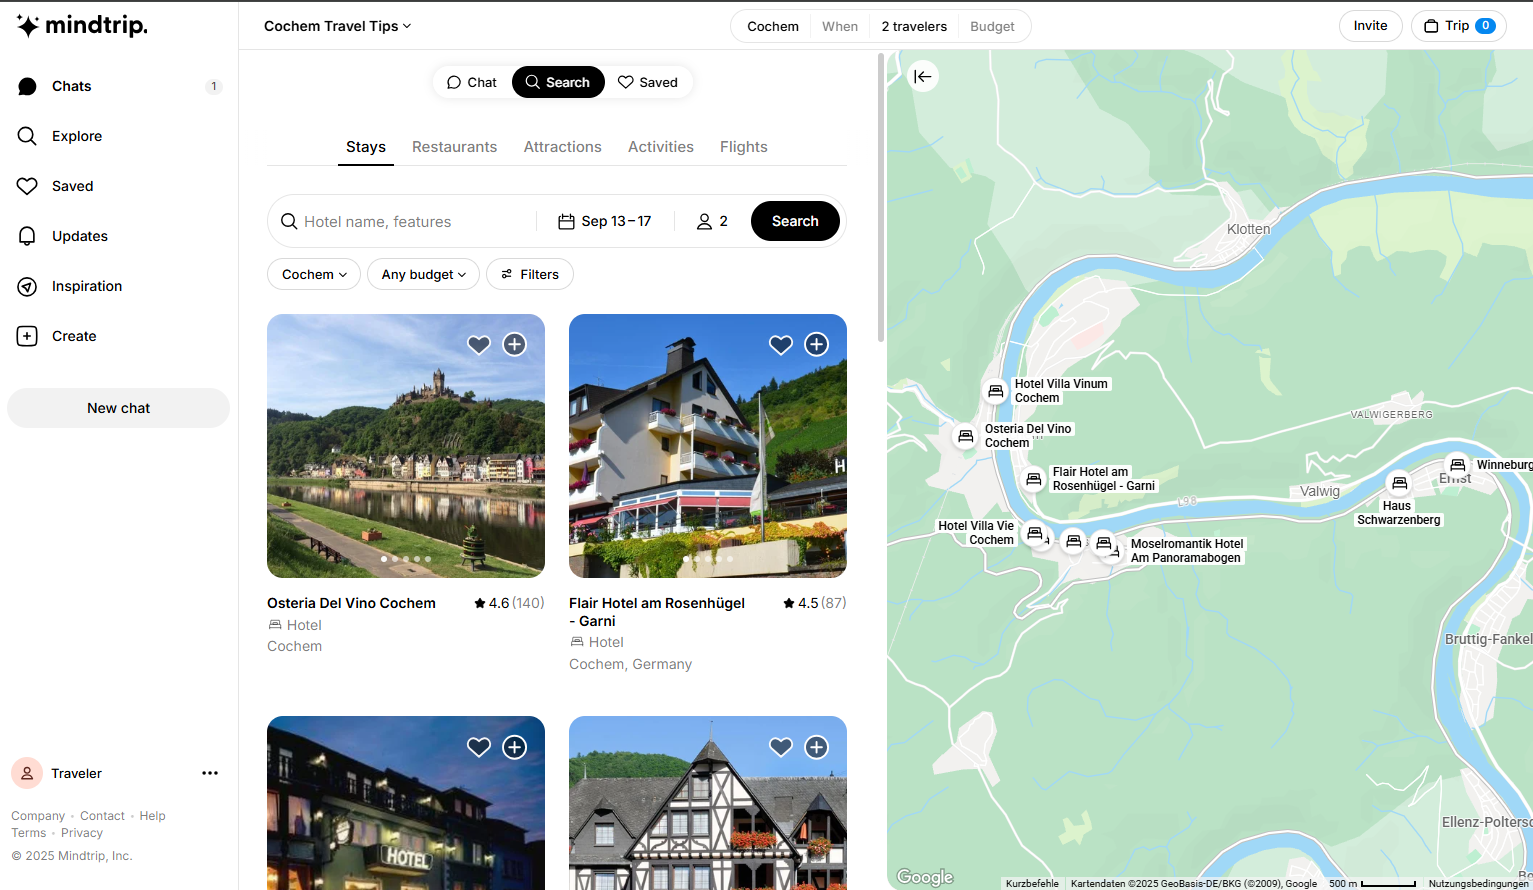 mindtrip.
Chats
1
Explore
Saved
Updates
Inspiration
Create
New chat
Traveler
Company • Contact • Help
Terms • Privacy
© 2025 Mindtrip, Inc.
Cochem Travel Tips
Cochem
When
2 travelers
Budget
Invite
Trip 0
Chat
Search
Saved
Stays
Restaurants
Attractions
Activities
Flights
Hotel name, features
Sep 13–17
2
Search
Cochem
Any budget
Filters
Osteria Del Vino Cochem
4.6 (140)
Hotel
Cochem
H
Flair Hotel am Rosenhügel
- Garni
4.5 (87)
Hotel
Cochem, Germany
HOTEL
Klotten
Hotel Villa Vinum
Cochem
Osteria Del Vino
Cochem
Flair Hotel am
Rosenhügel - Garni
VALWIGERBERG
Winneburg
Ernst
Valwig
L98
Haus
Schwarzenberg
Hotel Villa Vie
Cochem
Moselromantik Hotel
Am Panoramabogen
Bruttig-Fankel
Ellenz-Poltersc
Google
Kurzbefehle
Kartendaten ©2025 GeoBasis-DE/BKG (©2009), Google
500 m
Nutzungsbedingungen